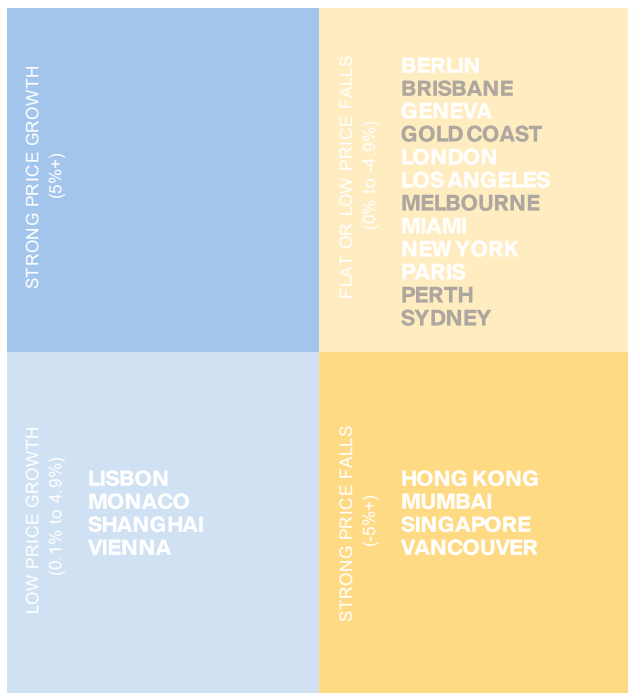 STRONG PRICE GROWTH
(5%+)
FLAT OR LOW PRICE FALLS
(0% to -4.9%)
BERLIN
BRISBANE
GENEVA
GOLD COAST
LONDON
LOS ANGELES
MELBOURNE
MIAMI
NEW YORK
PARIS
PERTH
SYDNEY
LOW PRICE GROWTH
(0.1% to 4.9%)
LISBON
MONACO
SHANGHAI
VIENNA
STRONG PRICE FALLS
(-5%+)
HONG KONG
MUMBAI
SINGAPORE
VANCOUVER